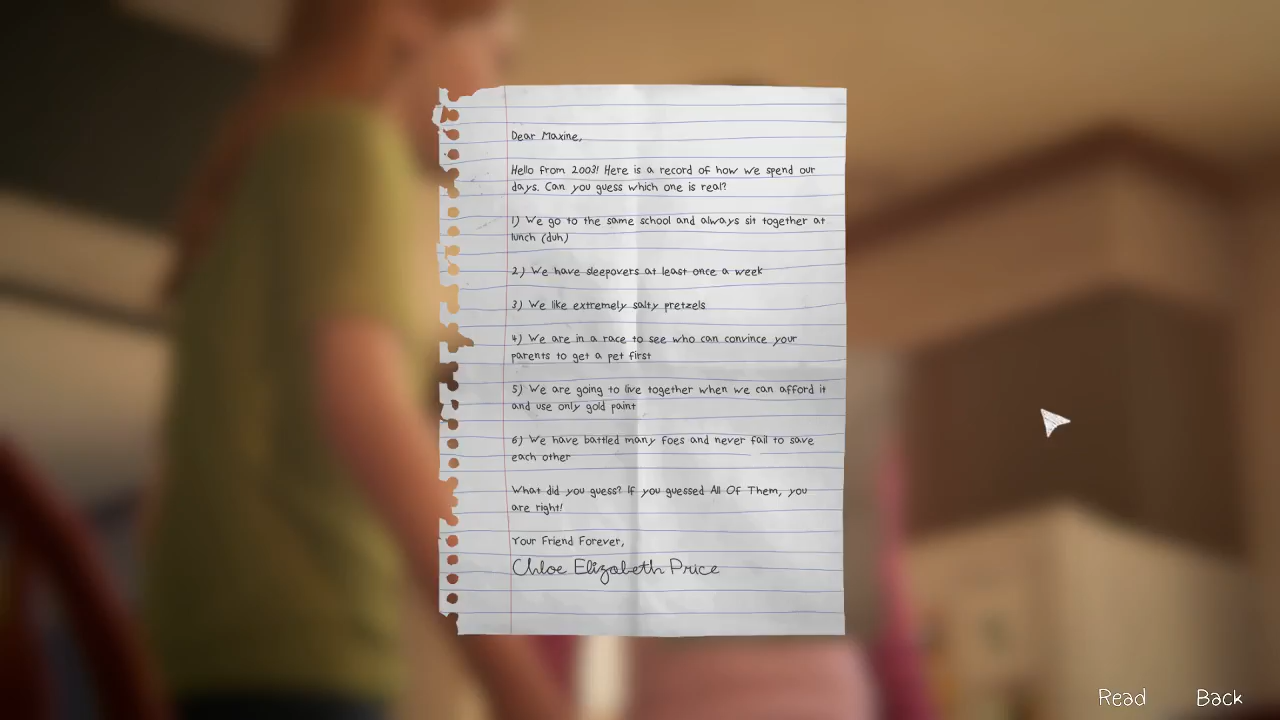 Dear Maxine,
Hello from 2003! Here is a record of how we spend our
days. Can you guess which one is real?
1) We go to the same school and always sit together at
lunch (duh)
2) We have sleepovers at least once a week
3) We like extremely salty pretzels
4) We are in a race to see who can convince your
parents to get a pet first
5) We are going to live together when we can afford it
and use only gold paint
6) We have battled many foes and never fail to save
each other
What did you guess? If you guessed All Of Them, you
are right!
Your Friend Forever,
Chloe Elizabeth Price
Read Back